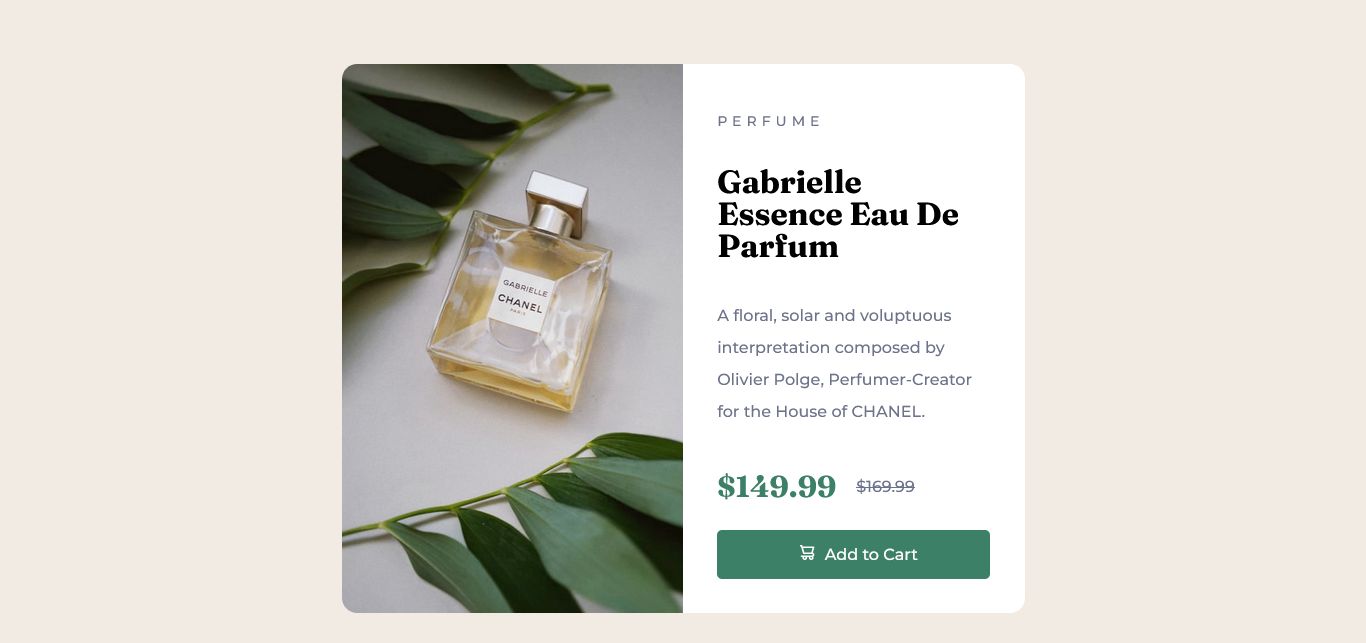 GABRIELLE
CHANEL
PARIS
PERFUME
Gabrielle
Essence Eau De
Parfum
A floral, solar and voluptuous
interpretation composed by
Olivier Polge, Perfumer-Creator
for the House of CHANEL.
$149.99 $169.99
Add to Cart